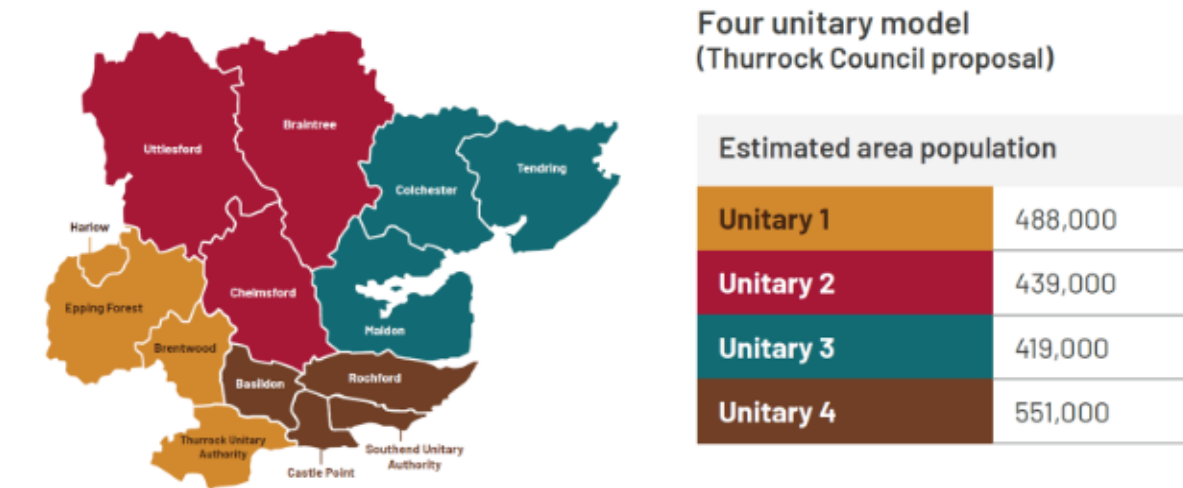 Four unitary model
(Thurrock Council proposal)
Estimated area population
Unitary 1 488,000
Unitary 2 439,000
Unitary 3 419,000
Unitary 4 551,000
Braintree
Uttlesford
Tendring
Colchester
Harlow
Chelmsford
Epping Forest
Maldon
Brentwood
Rochford
Basildon
Thurrock Unitary
Authority
Southend Unitary
Authority
Castle Point